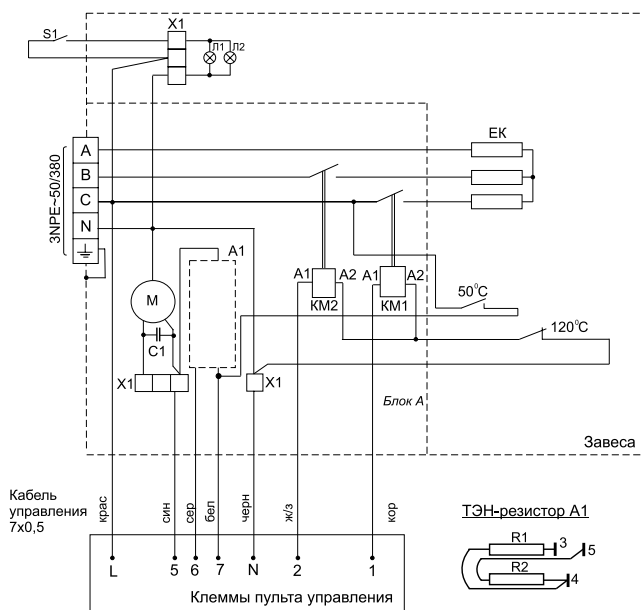 S1
X1
Л1 Л2
3NPE~50/380
A
B
C
N
EK
A1
M
C1
X1
A1 A2
KM2
A1 A2
KM1
50°C
120°C
X1
Блок А
Завеса
Кабель
управления
7x0,5
крас
син
сер
бел
черн
ж/з
кор
L 5 6 7 N 2 1
Клеммы пульта управления
ТЭН-резистор А1
R1 3 5
R2 4